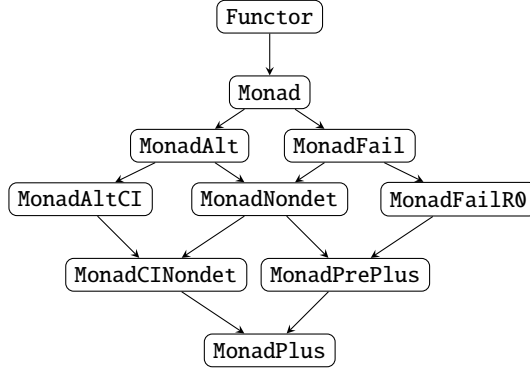 Functor
Monad
MonadAlt MonadFail
MonadAltCI MonadNondet MonadFailR0
MonadCINondet MonadPrePlus
MonadPlus